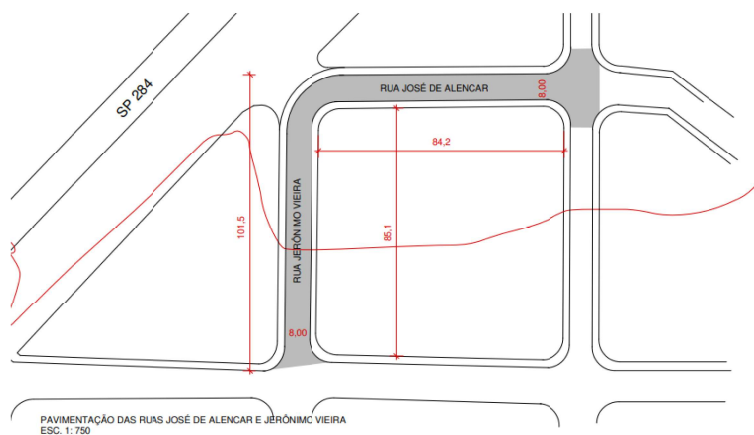 SP 284
RUA JOSÉ DE ALENCAR
8,00
84,2
101,5
RUA JERÔNIMO VIEIRA
85,1
8,00
PAVIMENTAÇÃO DAS RUAS JOSÉ DE ALENCAR E JERÔNIMO VIEIRA
ESC. 1: 750